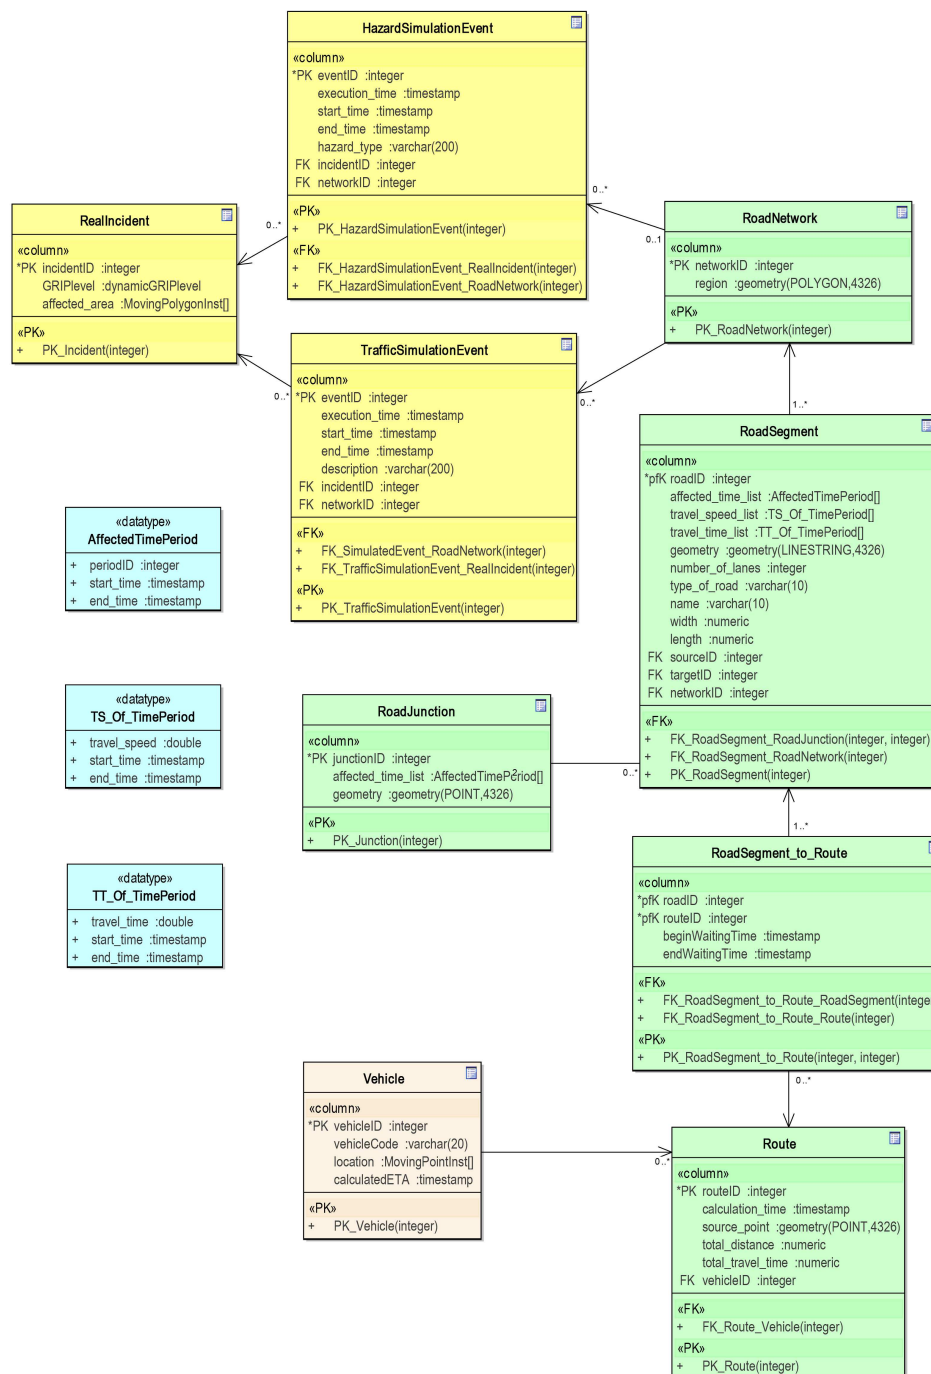 HazardSimulationEvent
«column»
*PK eventID :integer
execution_time :timestamp
start_time :timestamp
end_time :timestamp
hazard_type :varchar(200)
FK incidentID :integer
FK networkID :integer
«PK»
+ PK_HazardSimulationEvent(integer)
«FK»
+ FK_HazardSimulationEvent_RealIncident(integer)
+ FK_HazardSimulationEvent_RoadNetwork(integer)
0..*
0..1
0..*
RealIncident
«column»
*PK incidentID :integer
GRIPlevel :dynamicGRIPlevel
affected_area :MovingPolygonInst[]
«PK»
+ PK_Incident(integer)
RoadNetwork
«column»
*PK networkID :integer
region :geometry(POLYGON,4326)
«PK»
+ PK_RoadNetwork(integer)
TrafficSimulationEvent
«column»
*PK eventID :integer
execution_time :timestamp
start_time :timestamp
end_time :timestamp
description :varchar(200)
FK incidentID :integer
FK networkID :integer
«FK»
+ FK_SimulatedEvent_RoadNetwork(integer)
+ FK_TrafficSimulationEvent_RealIncident(integer)
«PK»
+ PK_TrafficSimulationEvent(integer)
0..*
0..*
1..*
RoadSegment
«column»
*pfK roadID :integer
affected_time_list :AffectedTimePeriod[]
travel_speed_list :TS_Of_TimePeriod[]
travel_time_list :TT_Of_TimePeriod[]
geometry :geometry(LINESTRING,4326)
number_of_lanes :integer
type_of_road :varchar(10)
name :varchar(10)
width :numeric
length :numeric
FK sourceID :integer
FK targetID :integer
FK networkID :integer
«FK»
+ FK_RoadSegment_RoadJunction(integer, integer)
+ FK_RoadSegment_RoadNetwork(integer)
+ PK_RoadSegment(integer)
«datatype»
AffectedTimePeriod
+ periodID :integer
+ start_time :timestamp
+ end_time :timestamp
«datatype»
TS_Of_TimePeriod
+ travel_speed :double
+ start_time :timestamp
+ end_time :timestamp
«datatype»
TT_Of_TimePeriod
+ travel_time :double
+ start_time :timestamp
+ end_time :timestamp
RoadJunction
«column»
*PK junctionID :integer
affected_time_list :AffectedTimePeriod[]
geometry :geometry(POINT,4326)
«PK»
+ PK_Junction(integer)
2
0..*
1..*
RoadSegment_to_Route
«column»
*pfK roadID :integer
*pfK routeID :integer
beginWaitingTime :timestamp
endWaitingTime :timestamp
«FK»
+ FK_RoadSegment_to_Route_RoadSegment(intege
+ FK_RoadSegment_to_Route_Route(integer)
«PK»
+ PK_RoadSegment_to_Route(integer, integer)
0..*
Vehicle
«column»
*PK vehicleID :integer
vehicleCode :varchar(20)
location :MovingPointInst[]
calculatedETA :timestamp
«PK»
+ PK_Vehicle(integer)
0..*
Route
«column»
*PK routeID :integer
calculation_time :timestamp
source_point :geometry(POINT,4326)
total_distance :numeric
total_travel_time :numeric
FK vehicleID :integer
«FK»
+ FK_Route_Vehicle(integer)
«PK»
+ PK_Route(integer)